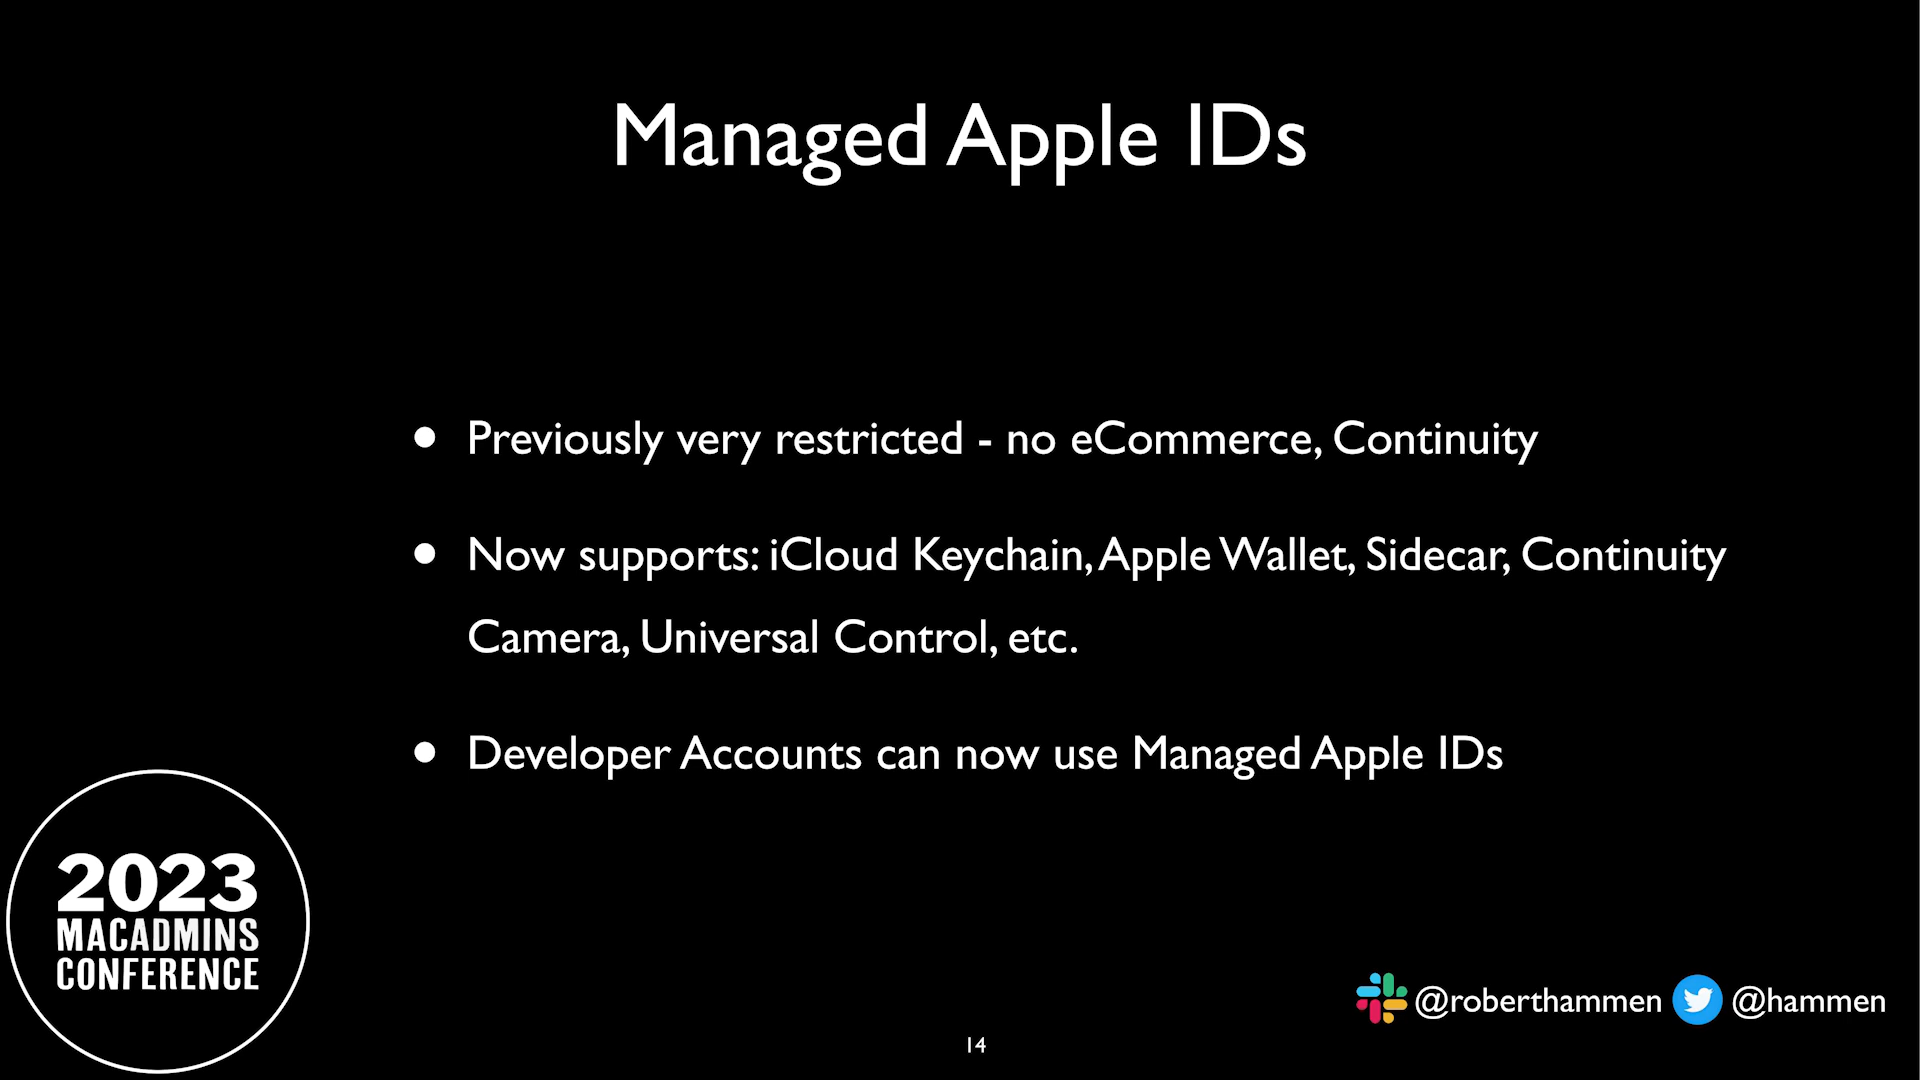 Managed Apple IDs
• Previously very restricted - no eCommerce, Continuity
• Now supports: iCloud Keychain, Apple Wallet, Sidecar, Continuity
Camera, Universal Control, etc.
• Developer Accounts can now use Managed Apple IDs
2023
MACADMINS
CONFERENCE
@roberthammen @hammen
14